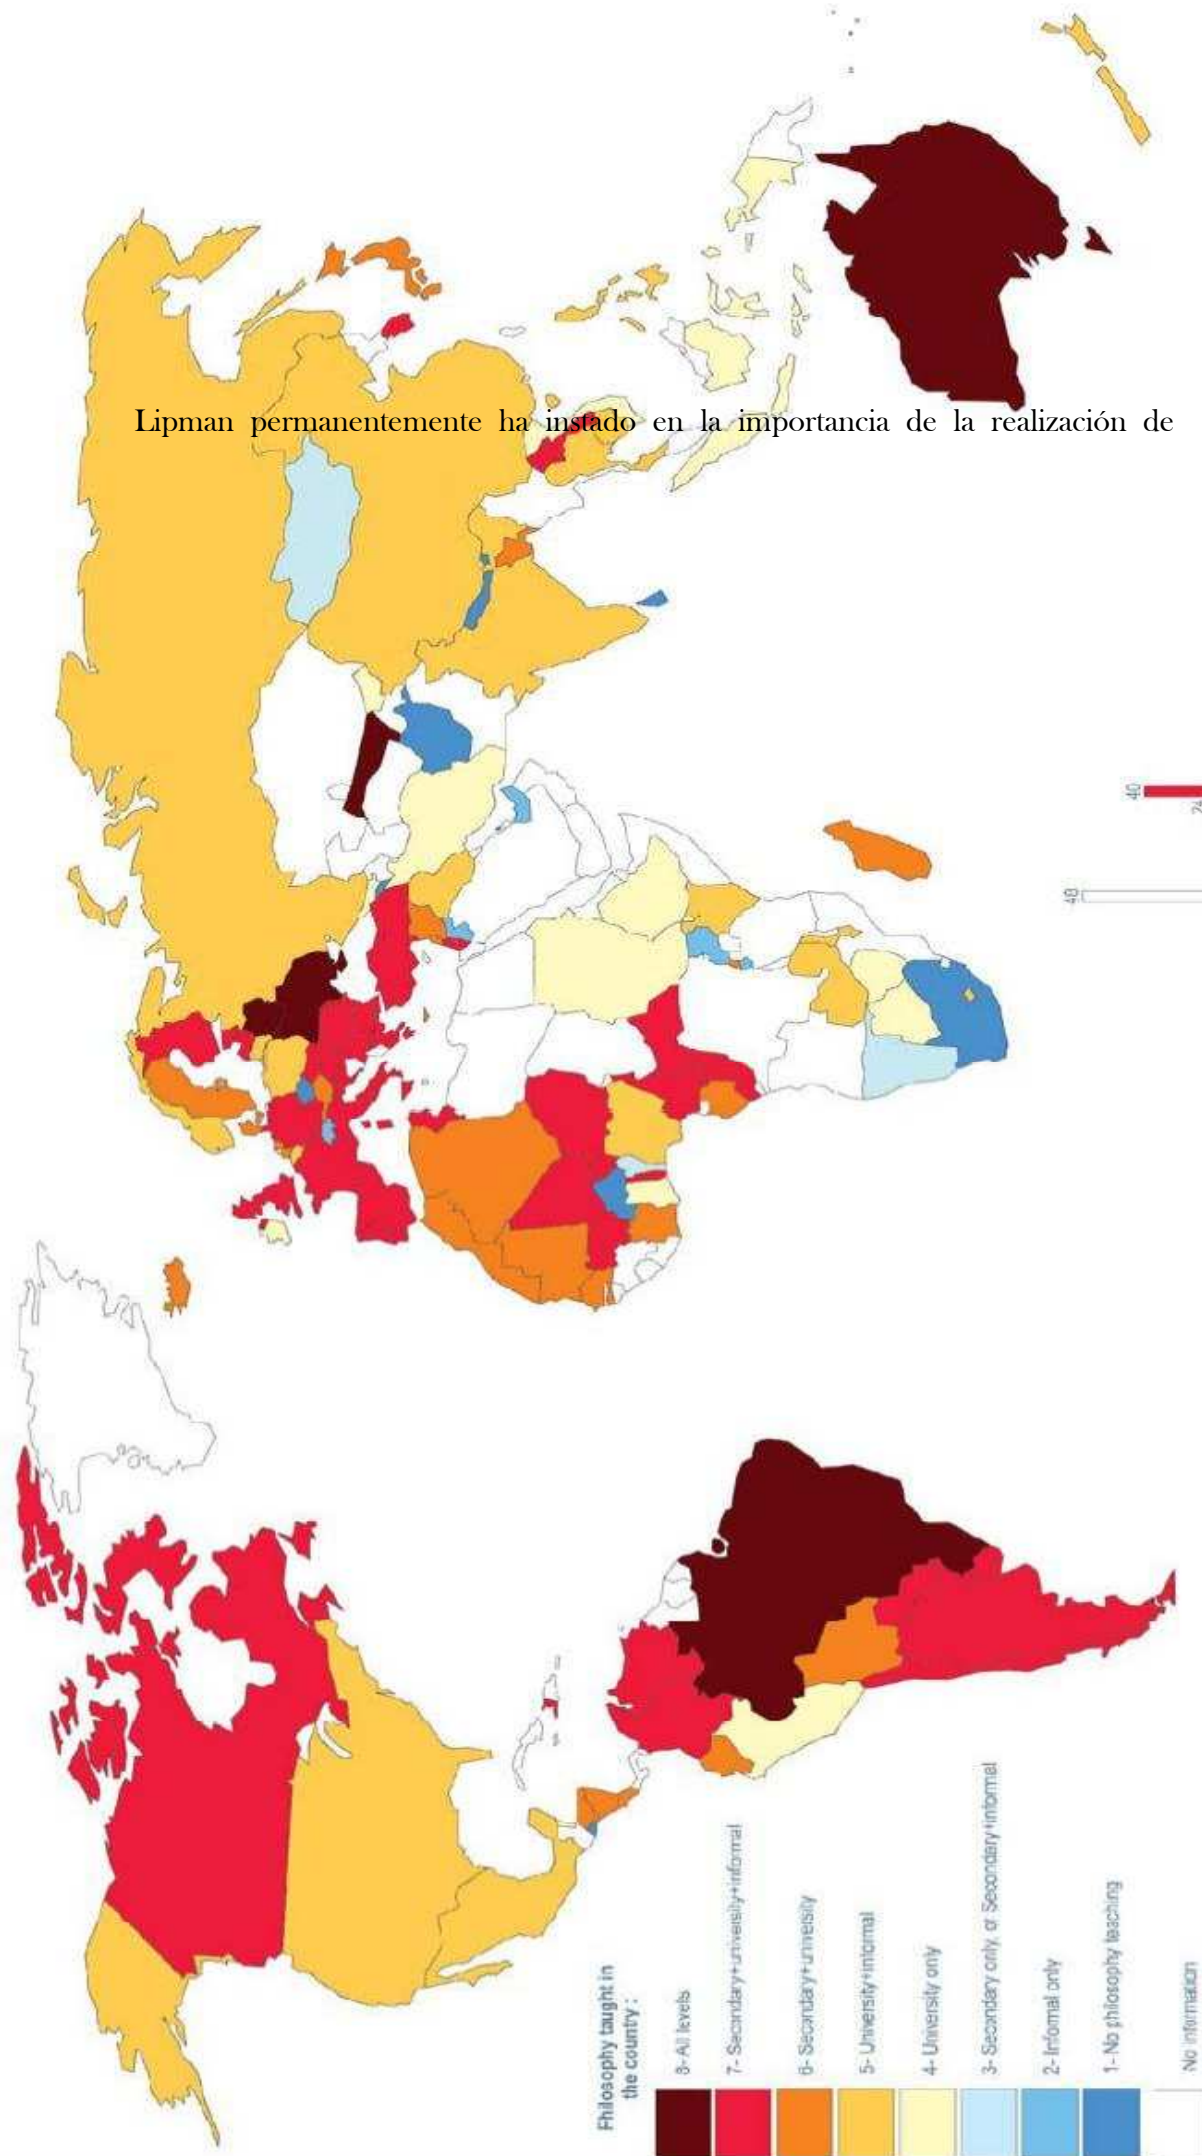 Lipman permanentemente ha instado en la importancia de la realización de
Philosophy taught in
the country :
8- All levels
7- Secondary+university+informal
6- Secondary+university
5- University+informal
4- University only
3- Secondary only, or Secondary+informal
2- Informal only
1- No philosophy teaching
No information
40
48